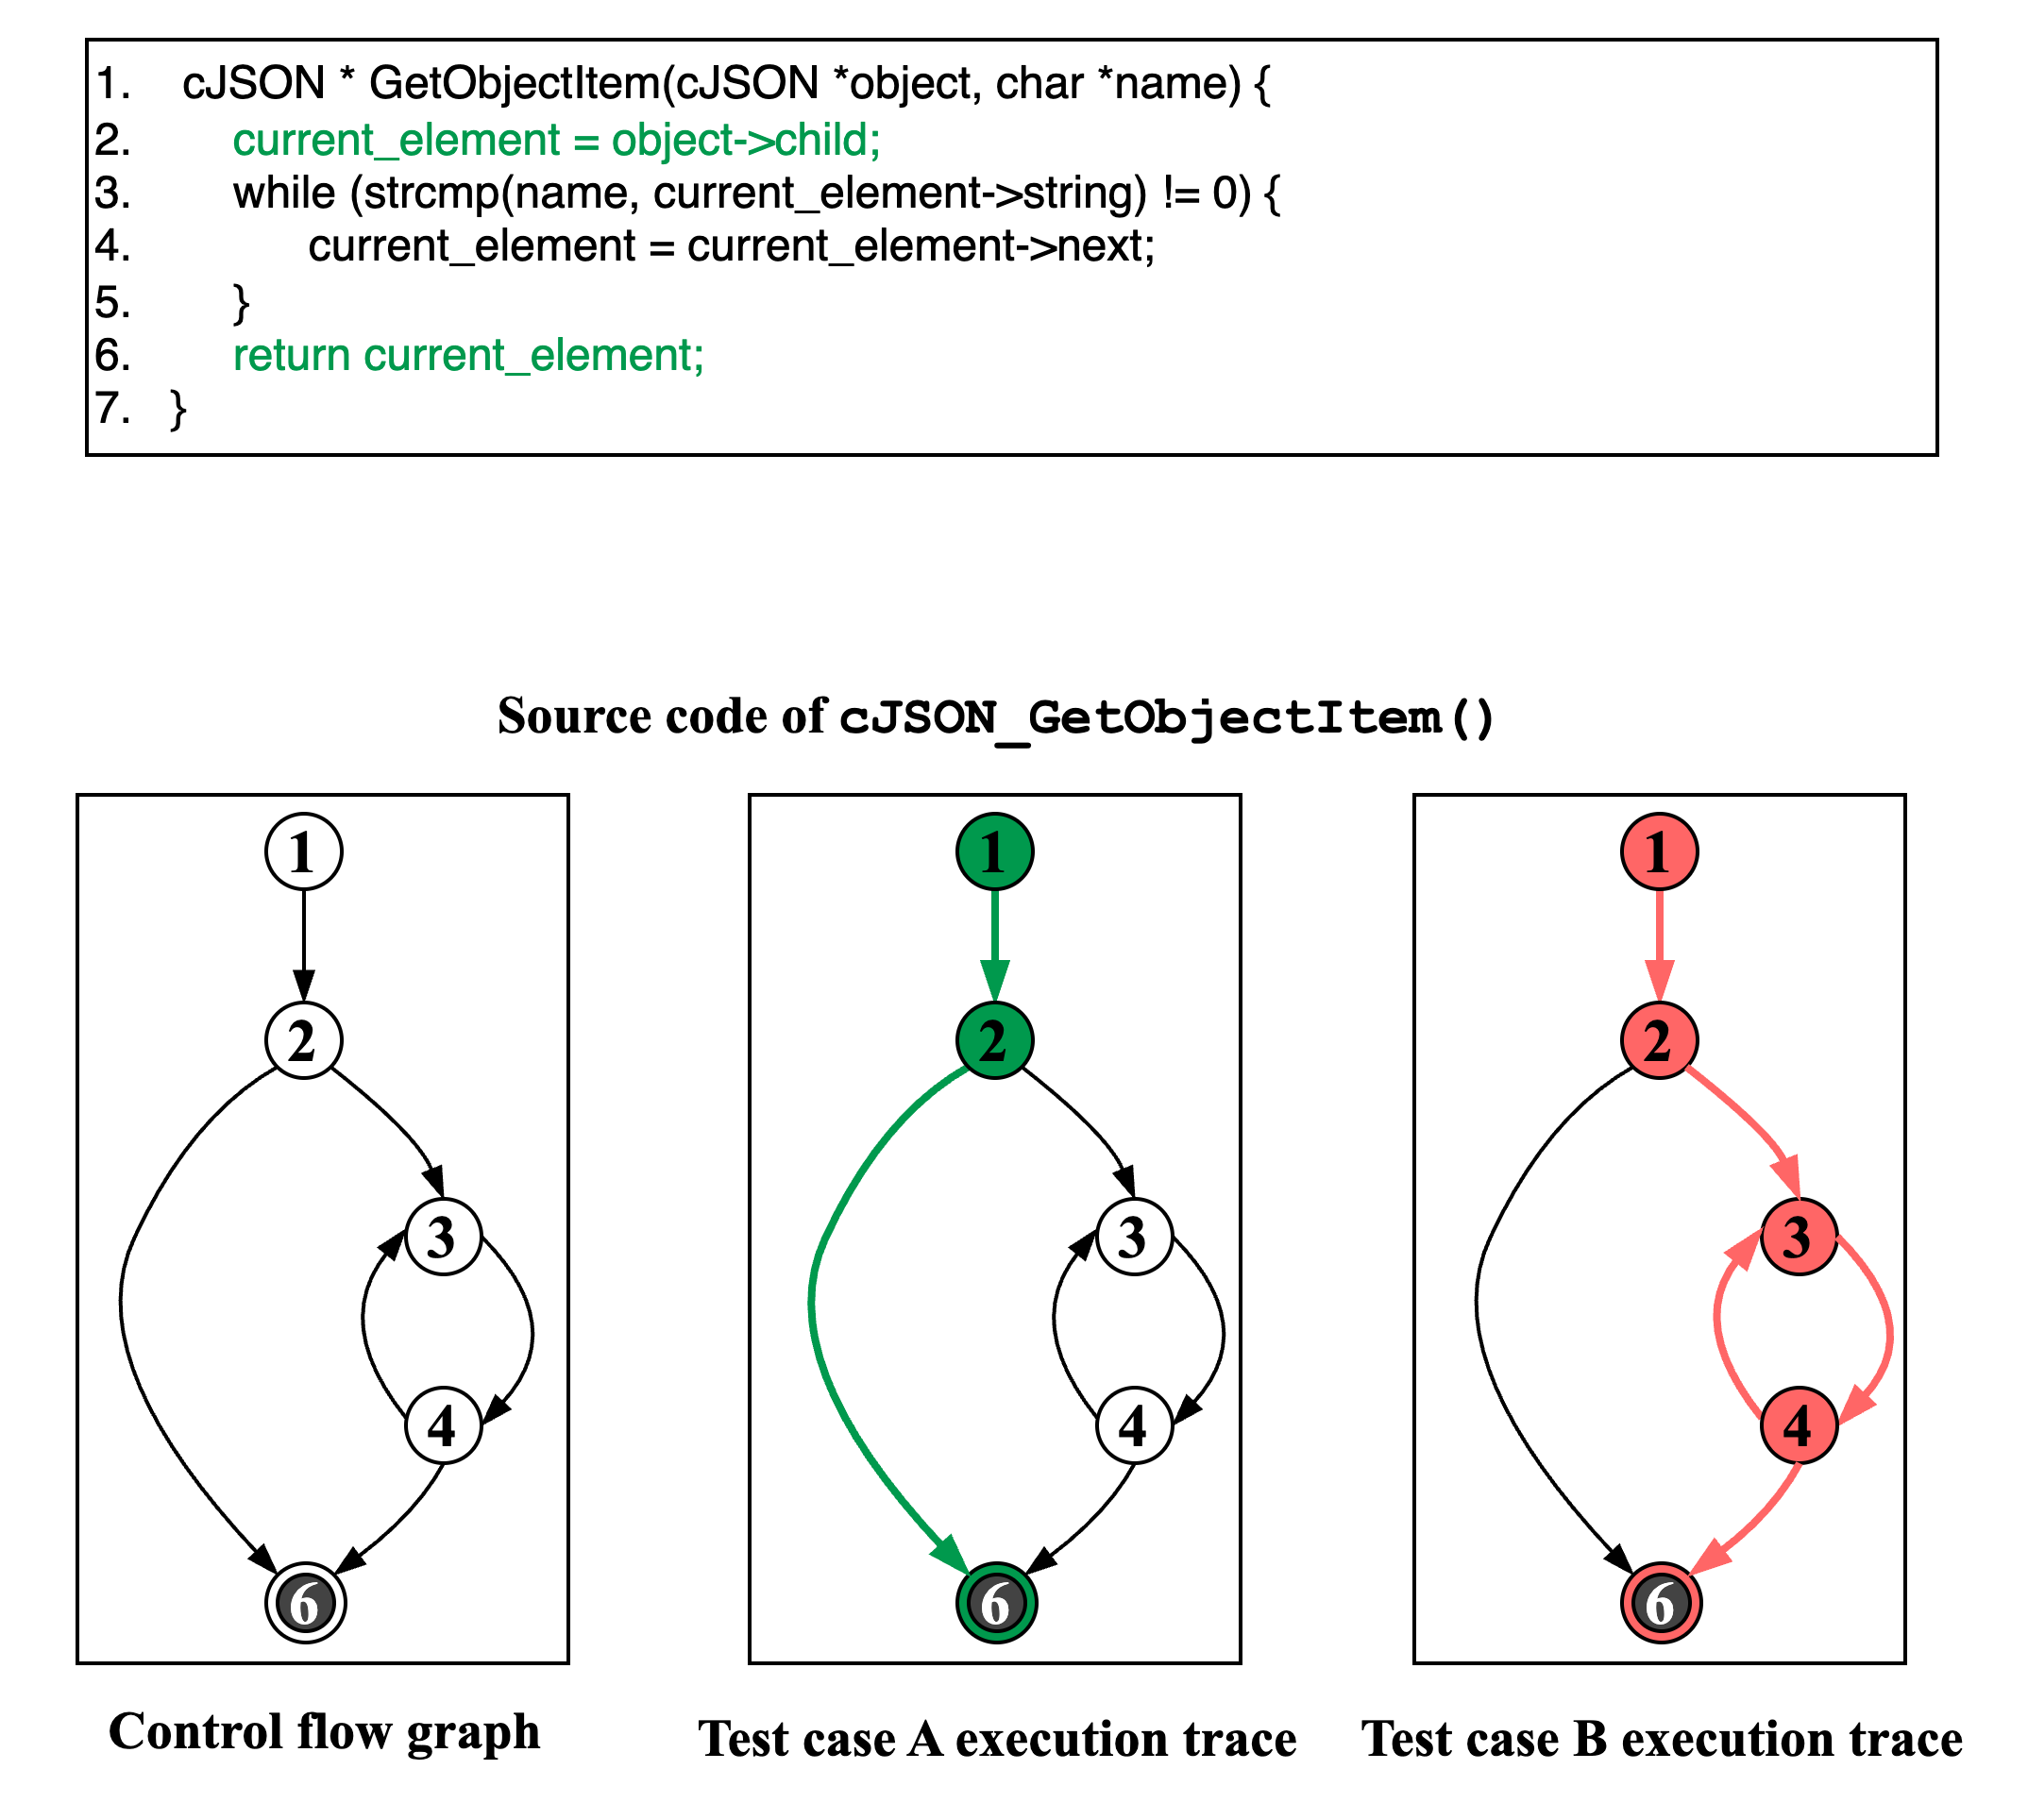 1. cJSON * GetObjectItem(cJSON *object, char *name) {
2. current_element = object->child;
3. while (strcmp(name, current_element->string) != 0) {
4. current_element = current_element->next;
5. }
6. return current_element;
7. }
Source code of cJSON_GetObjectItem()
1
2
3
4
6
Control flow graph
1
2
3
4
6
Test case A execution trace
1
2
3
4
6
Test case B execution trace